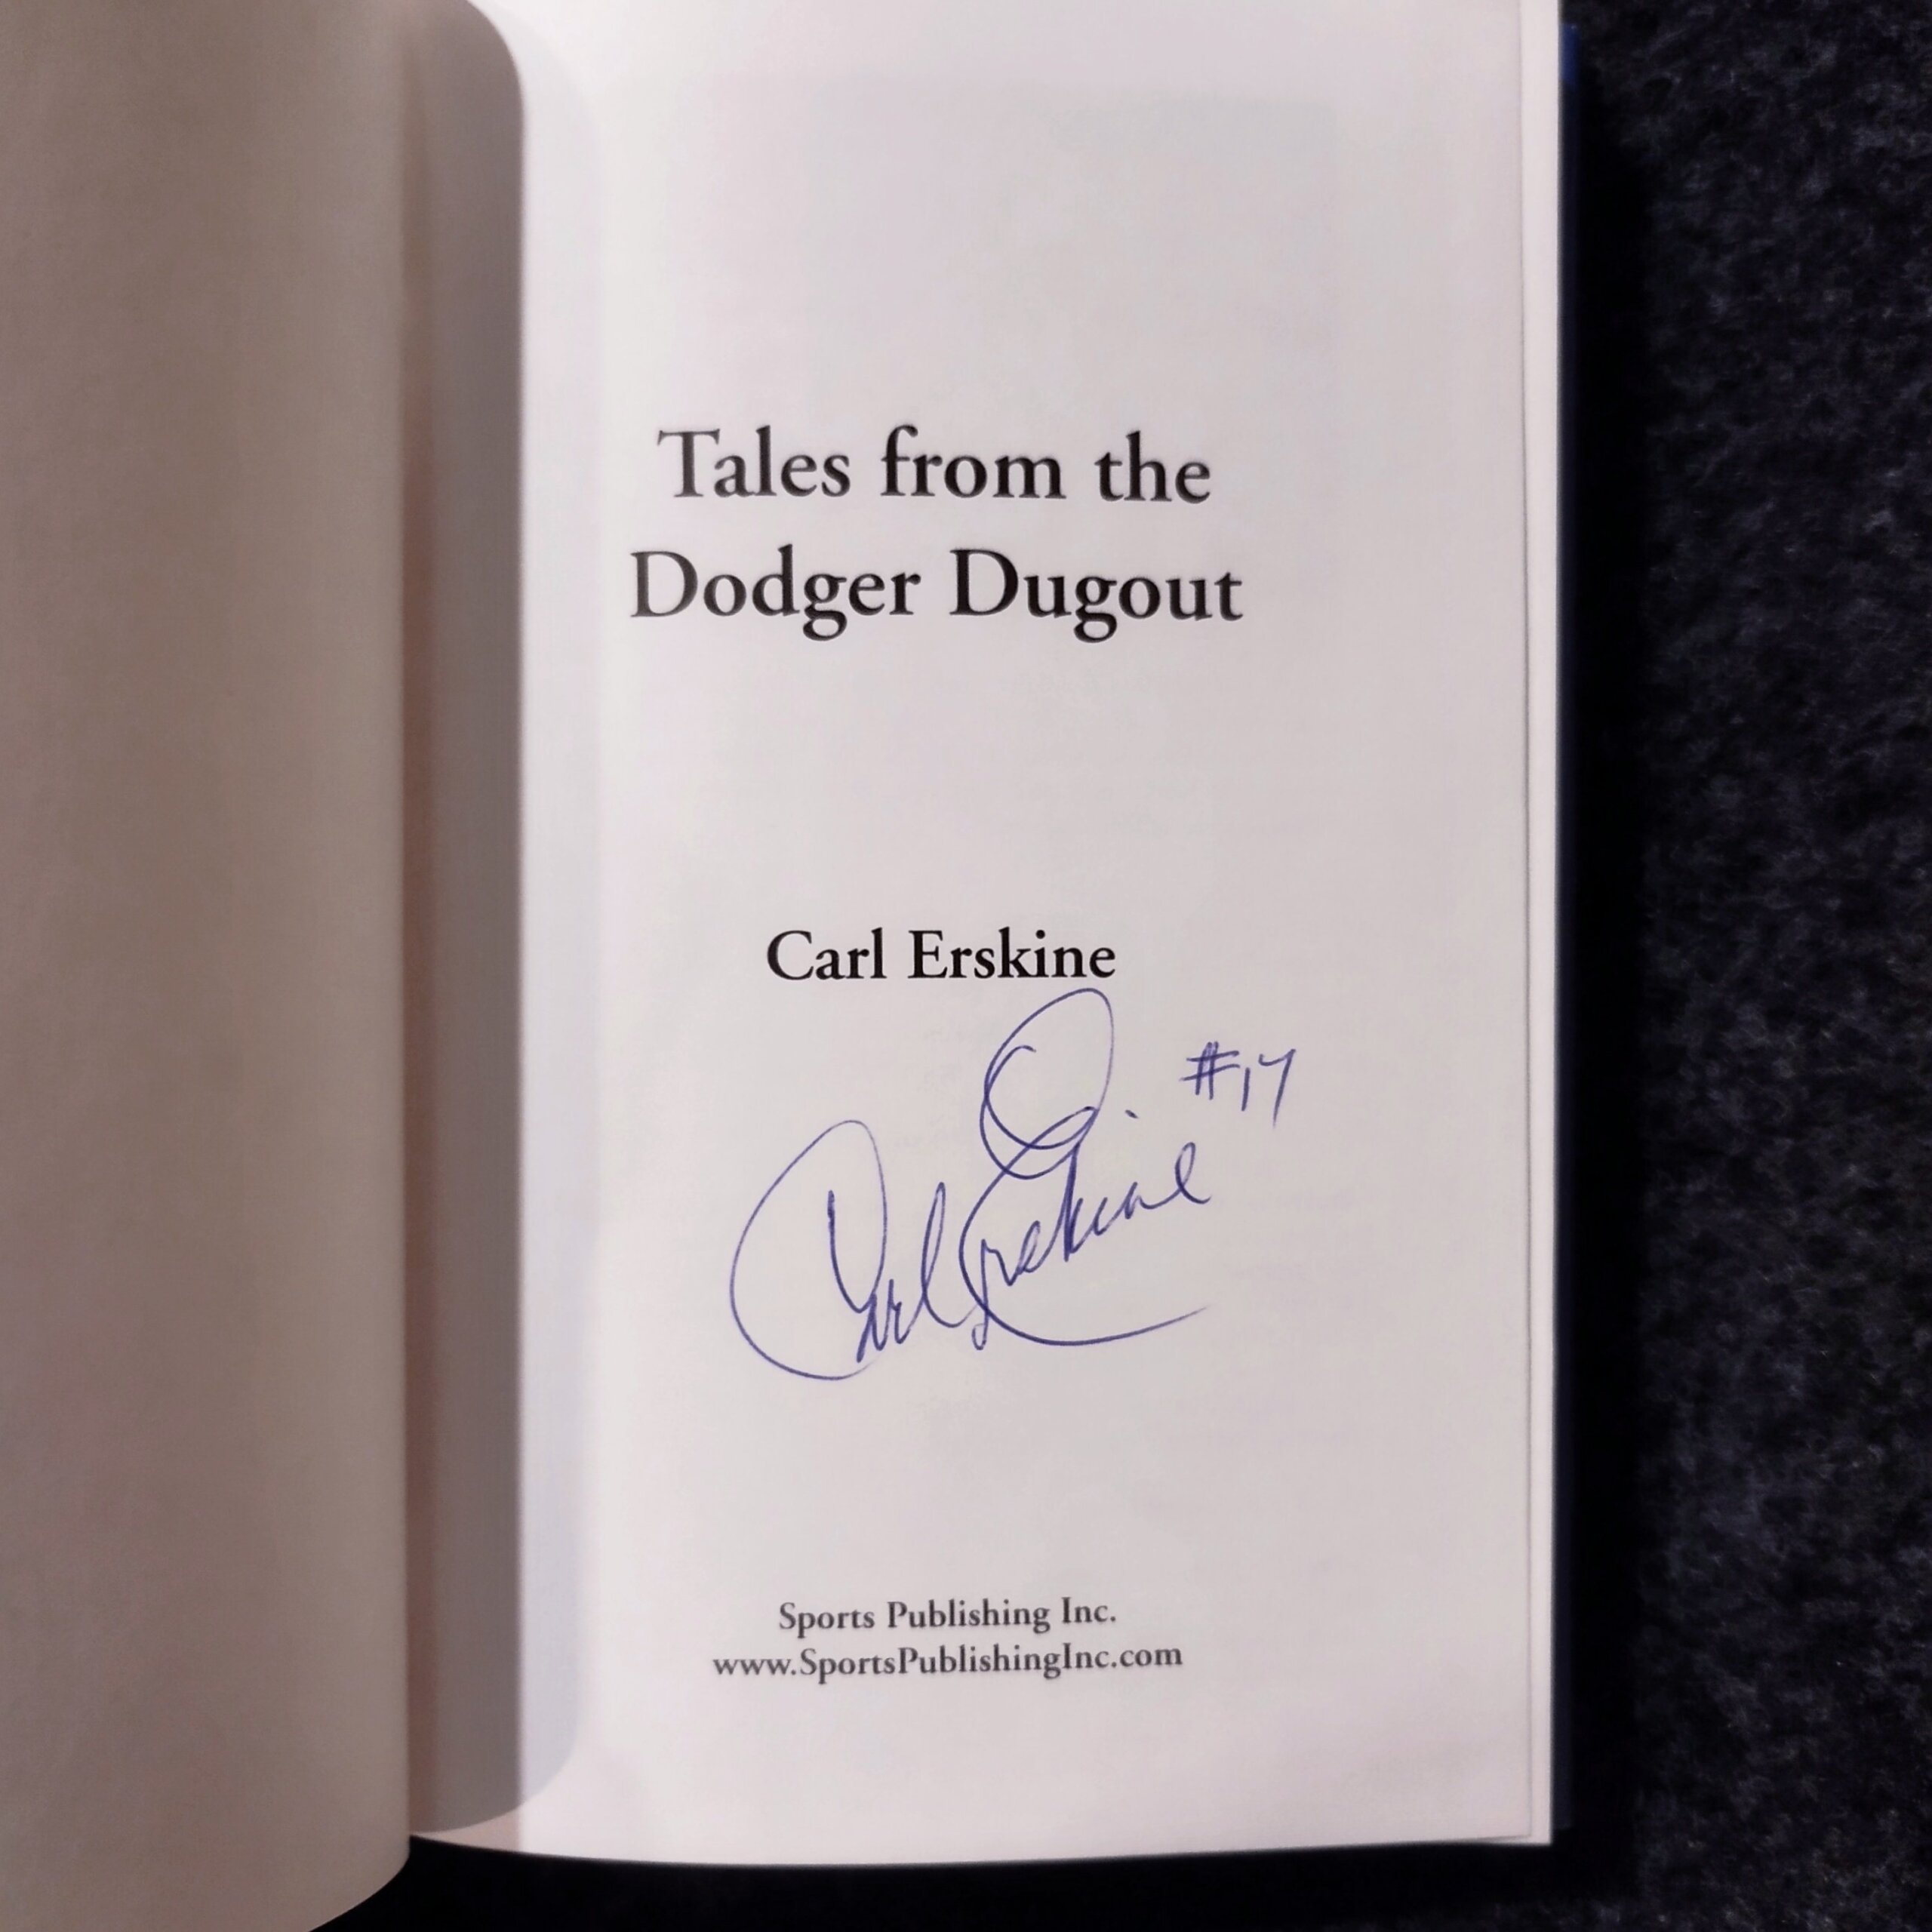 Tales from the
Dodger Dugout
Carl Erskine
#17
Carl Erskine
Sports Publishing Inc.
www.SportsPublishingInc.com